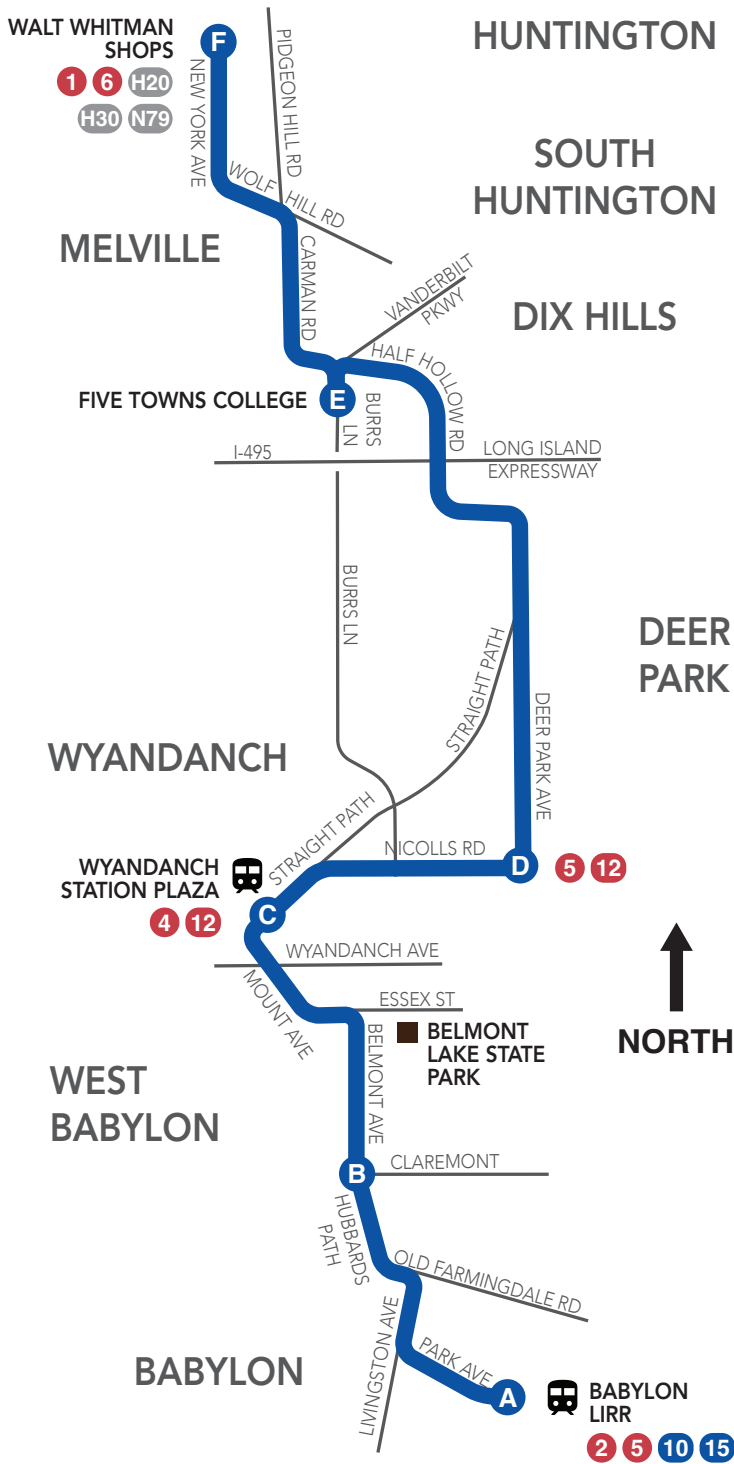 WALT WHITMAN
SHOPS
F
1 6 H20
H30 N79
NEW YORK AVE
PIDGEON HILL RD
HUNTINGTON
SOUTH
HUNTINGTON
WOLF HILL RD
MELVILLE
CARMAN RD
VANDERBILT
PKWY
DIX HILLS
HALF HOLLOW RD
FIVE TOWNS COLLEGE
E
BURRS
LN
I-495
LONG ISLAND
EXPRESSWAY
BURRS LN
STRAIGHT PATH
DEER
PARK
DEER PARK AVE
WYANDANCH
STRAIGHT PATH
NICOLLS RD
D
5 12
WYANDANCH
STATION PLAZA
4 12
C
WYANDANCH AVE
MOUNT AVE
ESSEX ST
BELMONT
LAKE STATE
PARK
NORTH
BELMONT AVE
WEST
BABYLON
B
CLAREMONT
HUBBARDS
PATH
OLD FARMINGDALE RD
LIVINGSTON AVE
PARK AVE
BABYLON
A
BABYLON
LIRR
2 5 10 15